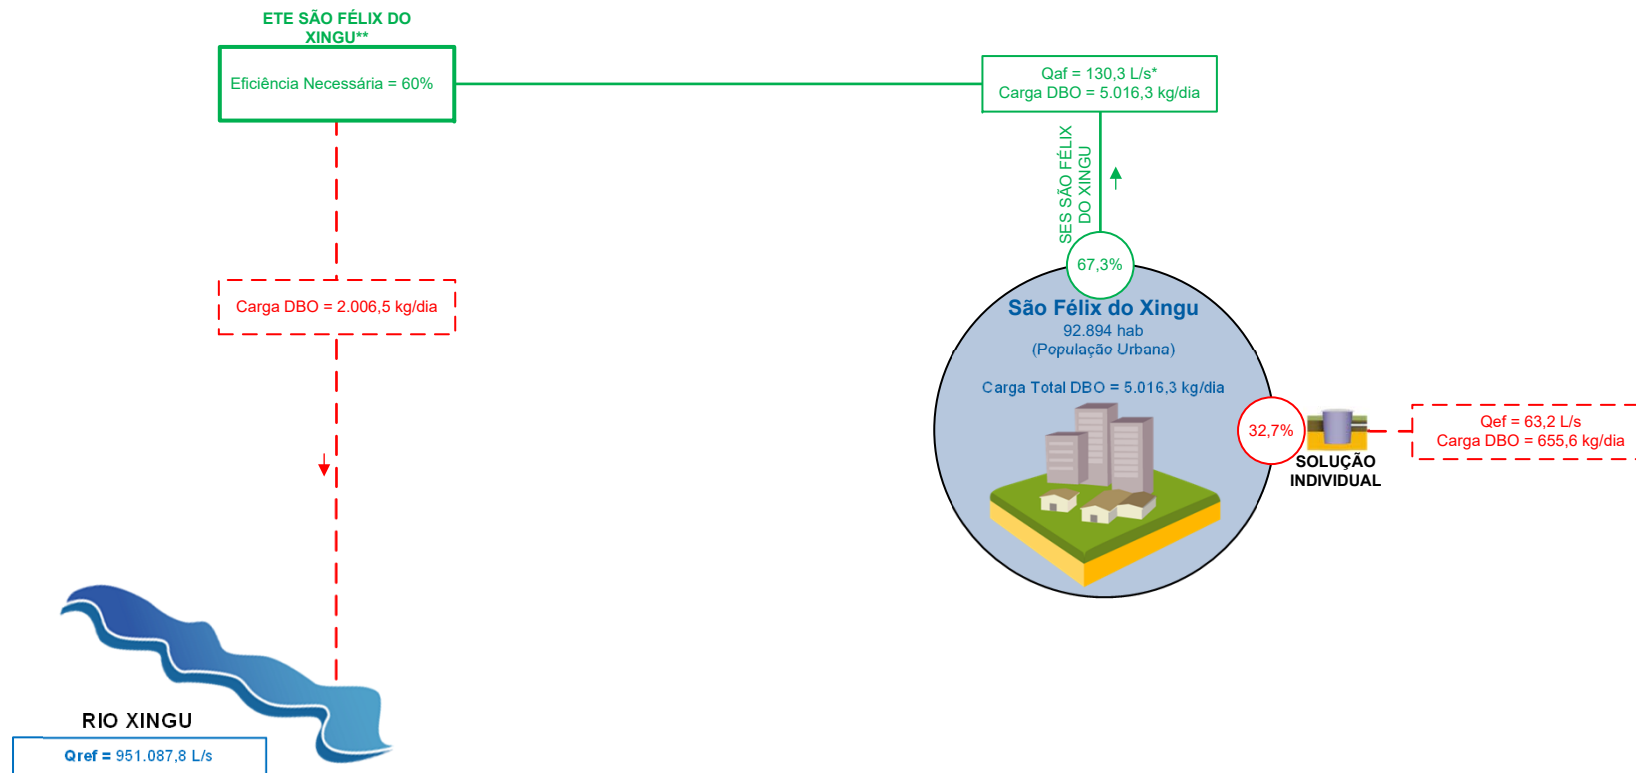 ETE SÃO FÉLIX DO
XINGU**
Eficiência Necessária = 60%
Qaf = 130,3 L/s*
Carga DBO = 5.016,3 kg/dia
SES SÃO FÉLIX
DO XINGU
67,3%
Carga DBO = 2.006,5 kg/dia
São Félix do Xingu
92.894 hab
(População Urbana)
Carga Total DBO = 5.016,3 kg/dia
32,7%
SOLUÇÃO
INDIVIDUAL
Qef = 63,2 L/s
Carga DBO = 655,6 kg/dia
RIO XINGU
Qref = 951.087,8 L/s